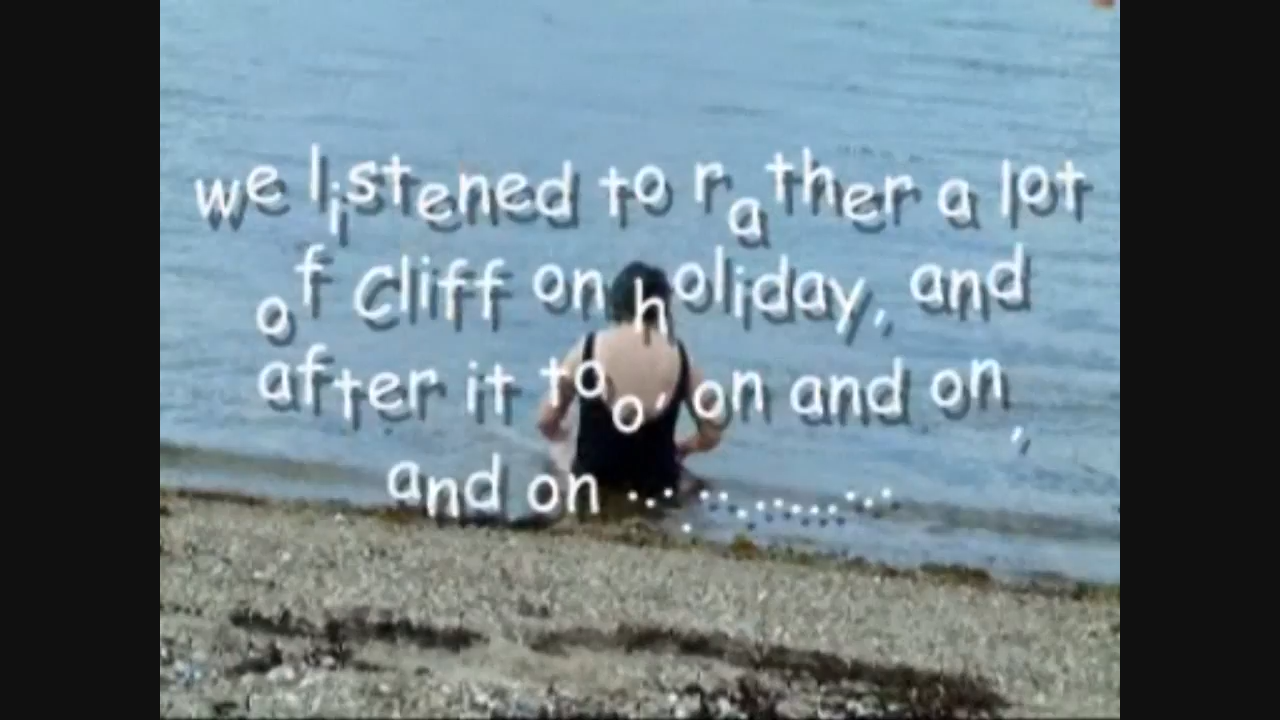 we listened to rather a lot
of Cliff on holiday, and
after it too, on and on,
and on ...............